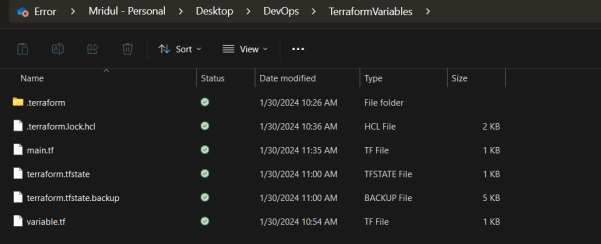 Error > Mridul - Personal > Desktop > DevOps > TerraformVariables >
Sort View ...
Name Status Date modified Type Size
.terraform 1/30/2024 10:26 AM File folder
.terraform.lock.hcl 1/30/2024 10:36 AM HCL File 2 KB
main.tf 1/30/2024 11:35 AM TF File 1 KB
terraform.tfstate 1/30/2024 11:00 AM TFSTATE File 1 KB
terraform.tfstate.backup 1/30/2024 11:00 AM BACKUP File 5 KB
variable.tf 1/30/2024 10:54 AM TF File 1 KB